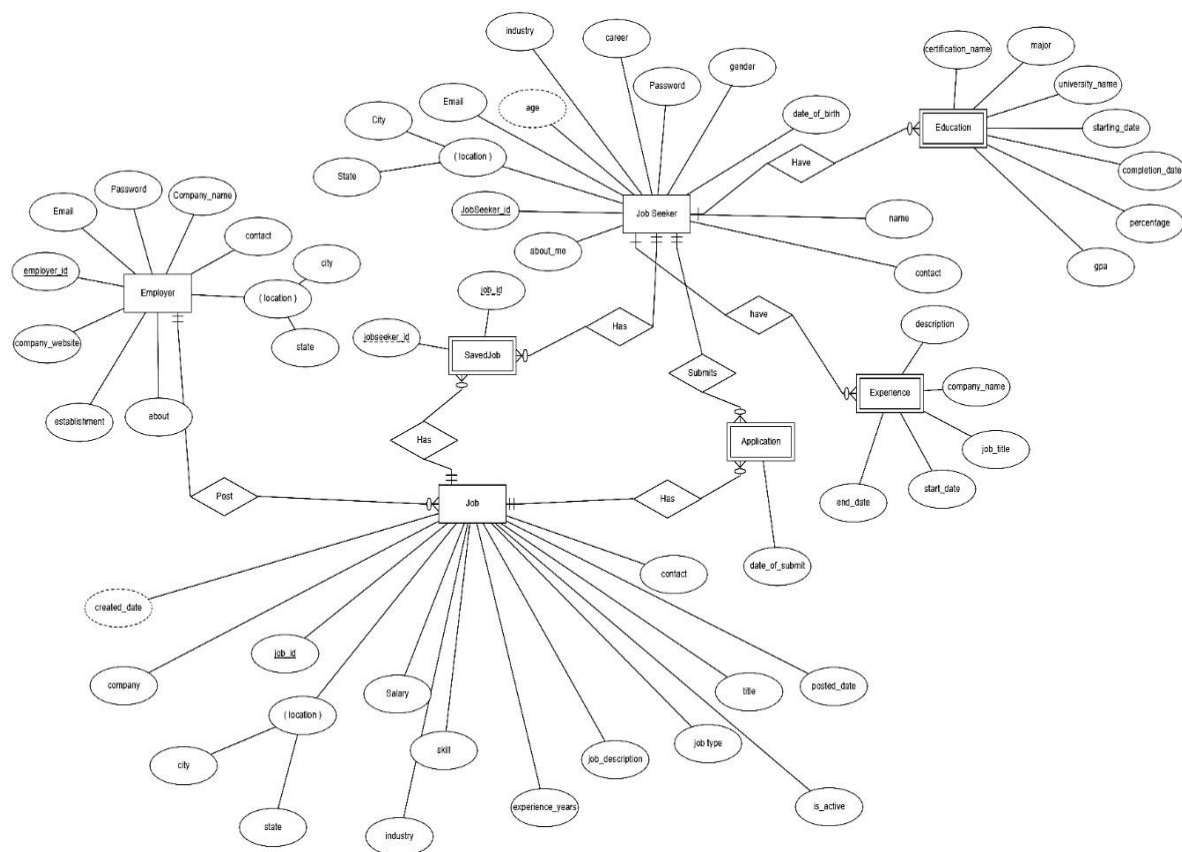 industry
career
certification_name
major
gender
Password
university_name
Email
age
City
date_of_birth
Education
starting_date
( location )
Have
State
completion_date
Password
Company_name
Email
JobSeeker_id
Job Seeker
name
percentage
contact
about_me
city
gpa
employer_id
contact
Employer
( location )
job_id
have
description
Has
jobseeker_id
company_website
state
SavedJob
Submits
company_name
Experience
establishment
about
Has
Application
job_title
start_date
Post
Job
Has
end_date
date_of_submit
contact
created_date
job_id
company
Salary
title
posted_date
( location )
skill
job type
city
job_description
experience_years
is_active
state
industry